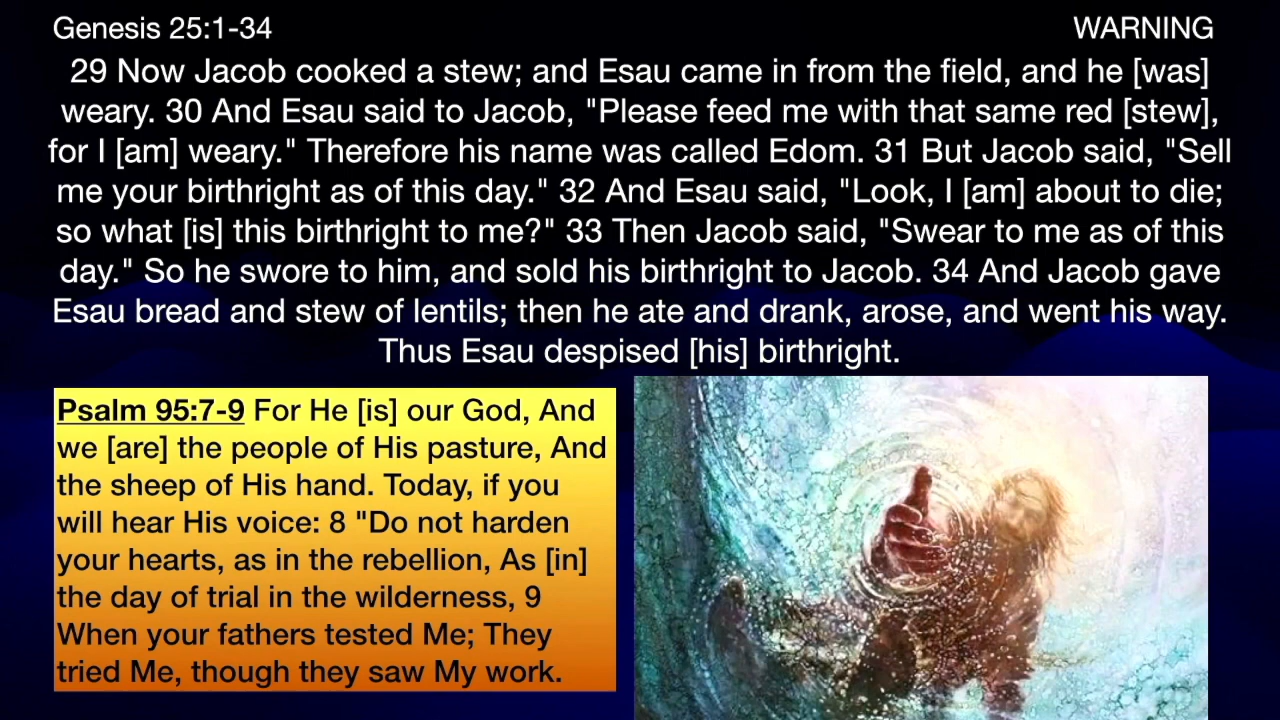 Genesis 25:1-34
WARNING
29 Now Jacob cooked a stew; and Esau came in from the field, and he [was]
weary. 30 And Esau said to Jacob, "Please feed me with that same red [stew],
for I [am] weary." Therefore his name was called Edom. 31 But Jacob said, "Sell
me your birthright as of this day." 32 And Esau said, "Look, I [am] about to die;
so what [is] this birthright to me?" 33 Then Jacob said, "Swear to me as of this
day." So he swore to him, and sold his birthright to Jacob. 34 And Jacob gave
Esau bread and stew of lentils; then he ate and drank, arose, and went his way.
Thus Esau despised [his] birthright.
Psalm 95:7-9 For He [is] our God, And
we [are] the people of His pasture, And
the sheep of His hand. Today, if you
will hear His voice: 8 "Do not harden
your hearts, as in the rebellion, As [in]
the day of trial in the wilderness, 9
When your fathers tested Me; They
tried Me, though they saw My work.